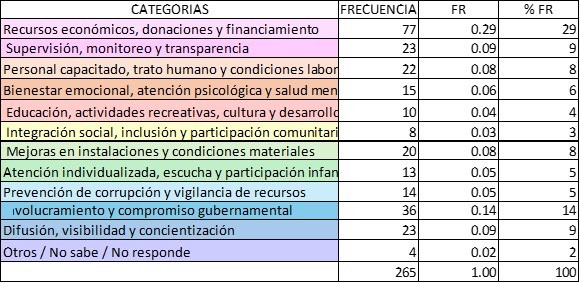 CATEGORIAS FRECUENCIA FR % FR
Recursos económicos, donaciones y financiamiento 77 0.29 29
Supervisión, monitoreo y transparencia 23 0.09 9
Personal capacitado, trato humano y condiciones labor 22 0.08 8
Bienestar emocional, atención psicológica y salud men 15 0.06 6
Educación, actividades recreativas, cultura y desarrollo 10 0.04 4
Integración social, inclusión y participación comunitari 8 0.03 3
Mejoras en instalaciones y condiciones materiales 20 0.08 8
Atención individualizada, escucha y participación infan 13 0.05 5
Prevención de corrupción y vigilancia de recursos 14 0.05 5
nvolucramiento y compromiso gubernamental 36 0.14 14
Difusión, visibilidad y concientización 23 0.09 9
Otros / No sabe / No responde 4 0.02 2
265 1.00 100